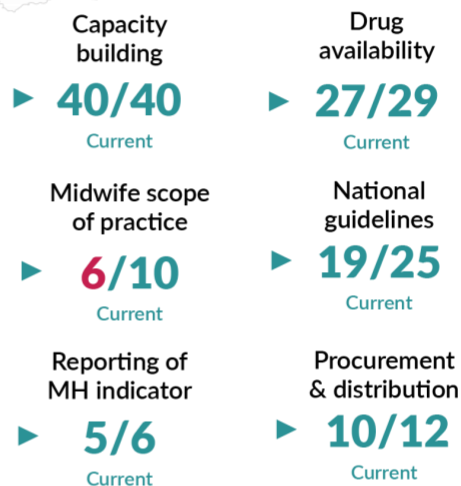 Capacity
building
40/40
Current
Drug
availability
27/29
Current
Midwife scope
of practice
6/10
Current
National
guidelines
19/25
Current
Reporting of
MH indicator
5/6
Current
Procurement
& distribution
10/12
Current